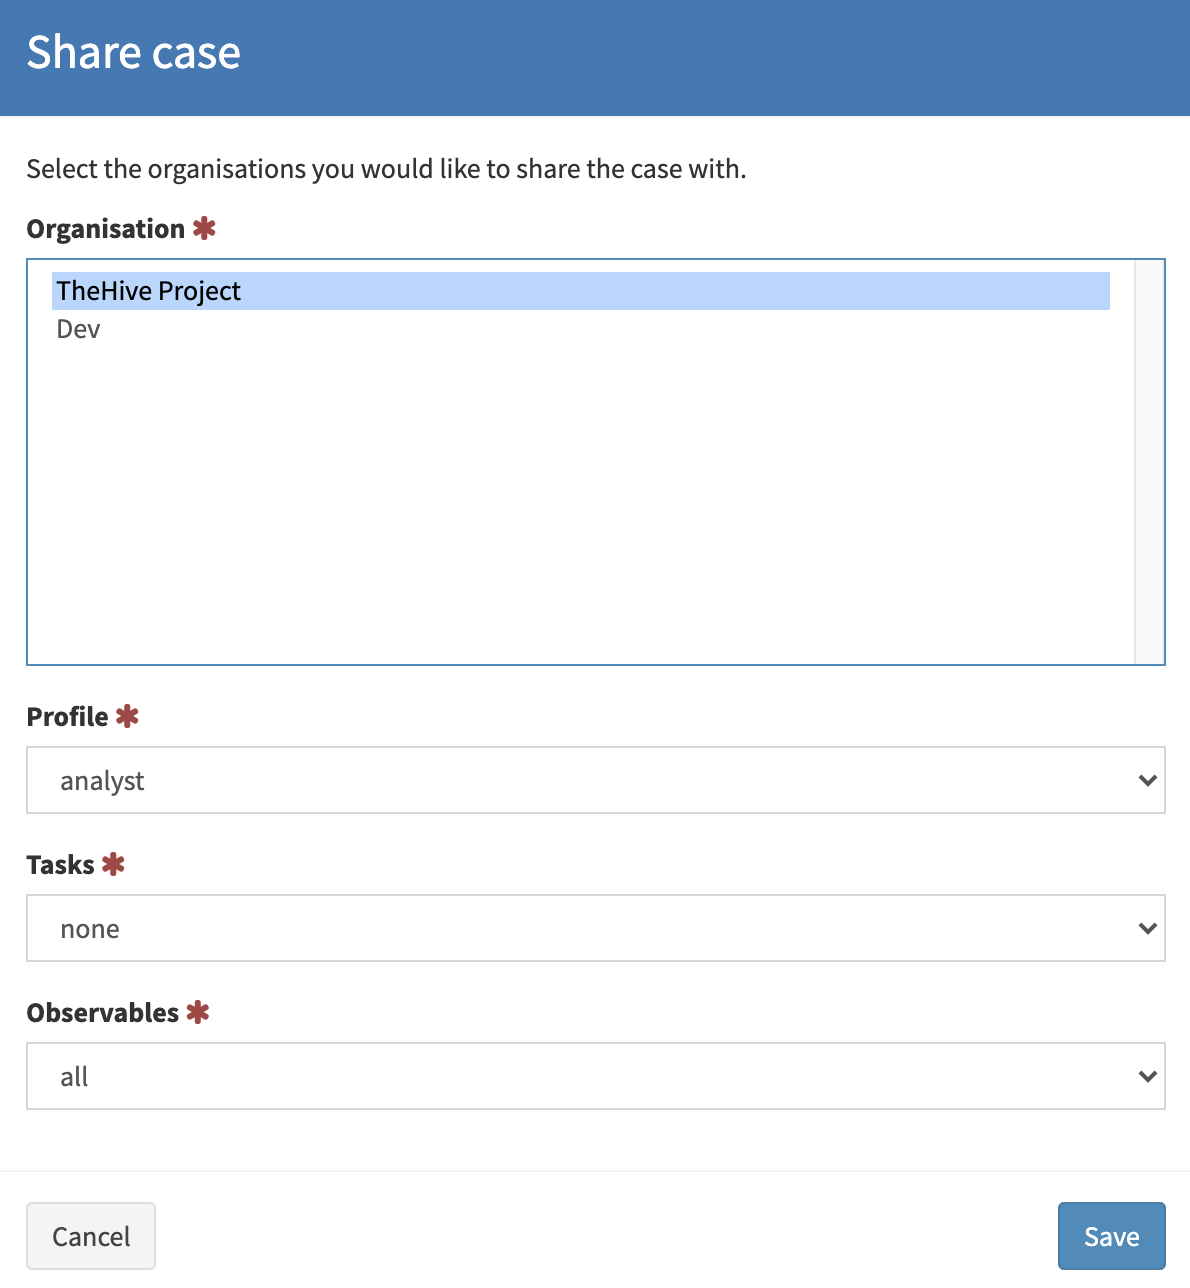 Share case
Select the organisations you would like to share the case with.
Organisation *
TheHive Project
Dev
Profile *
analyst
Tasks *
none
Observables *
all
Cancel
Save